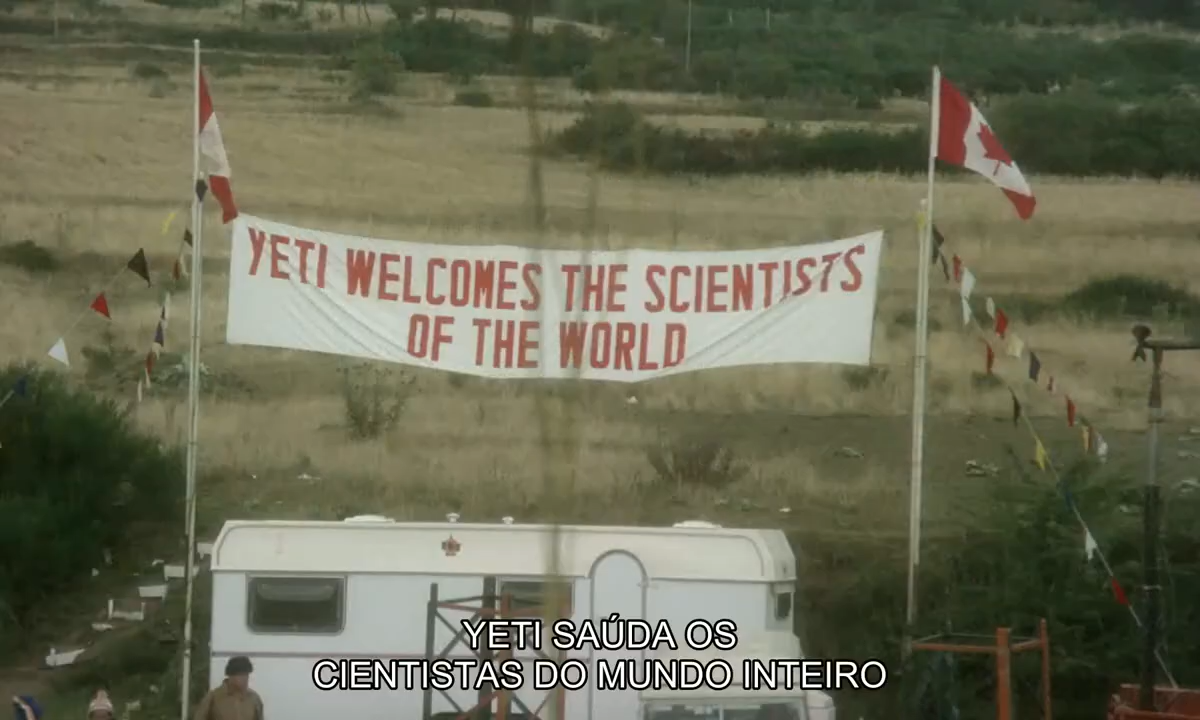 YETI WELCOMES THE SCIENTISTS
OF THE WORLD
YETI SAÚDA OS
CIENTISTAS DO MUNDO INTEIRO